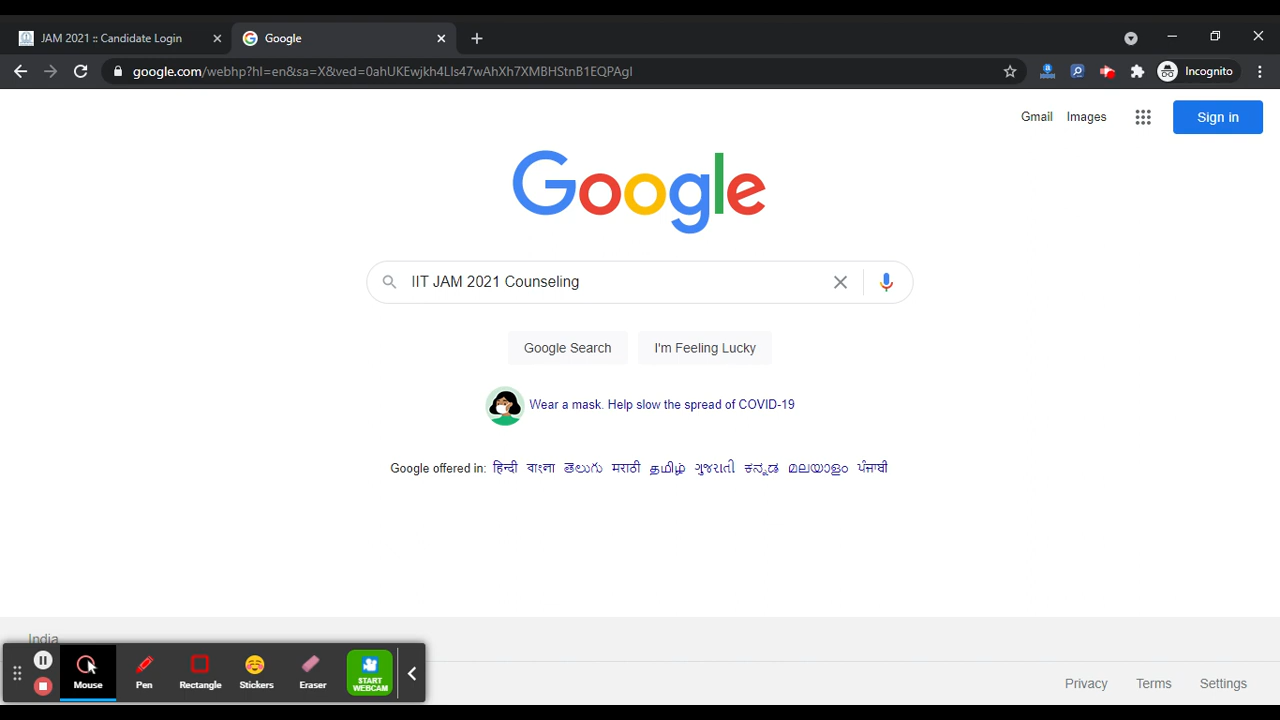 JAM 2021 :: Candidate Login
Google
google.com/webhp?hl=en&sa=X&ved=0ahUKEwjkh4LIs47wAhXh7XMBHStnB1EQPAgI
Incognito
Gmail Images
Sign in
Google
IIT JAM 2021 Counseling
Google Search I'm Feeling Lucky
Wear a mask. Help slow the spread of COVID-19
Google offered in: हिन्दी বাংলা తెలుగు मराठी தமிழ் ગુજરાતી ಕನ್ನಡ മലയാളം ਪੰਜਾਬੀ
India
Mouse Pen Rectangle Stickers Eraser START WEBCAM
Privacy Terms Settings